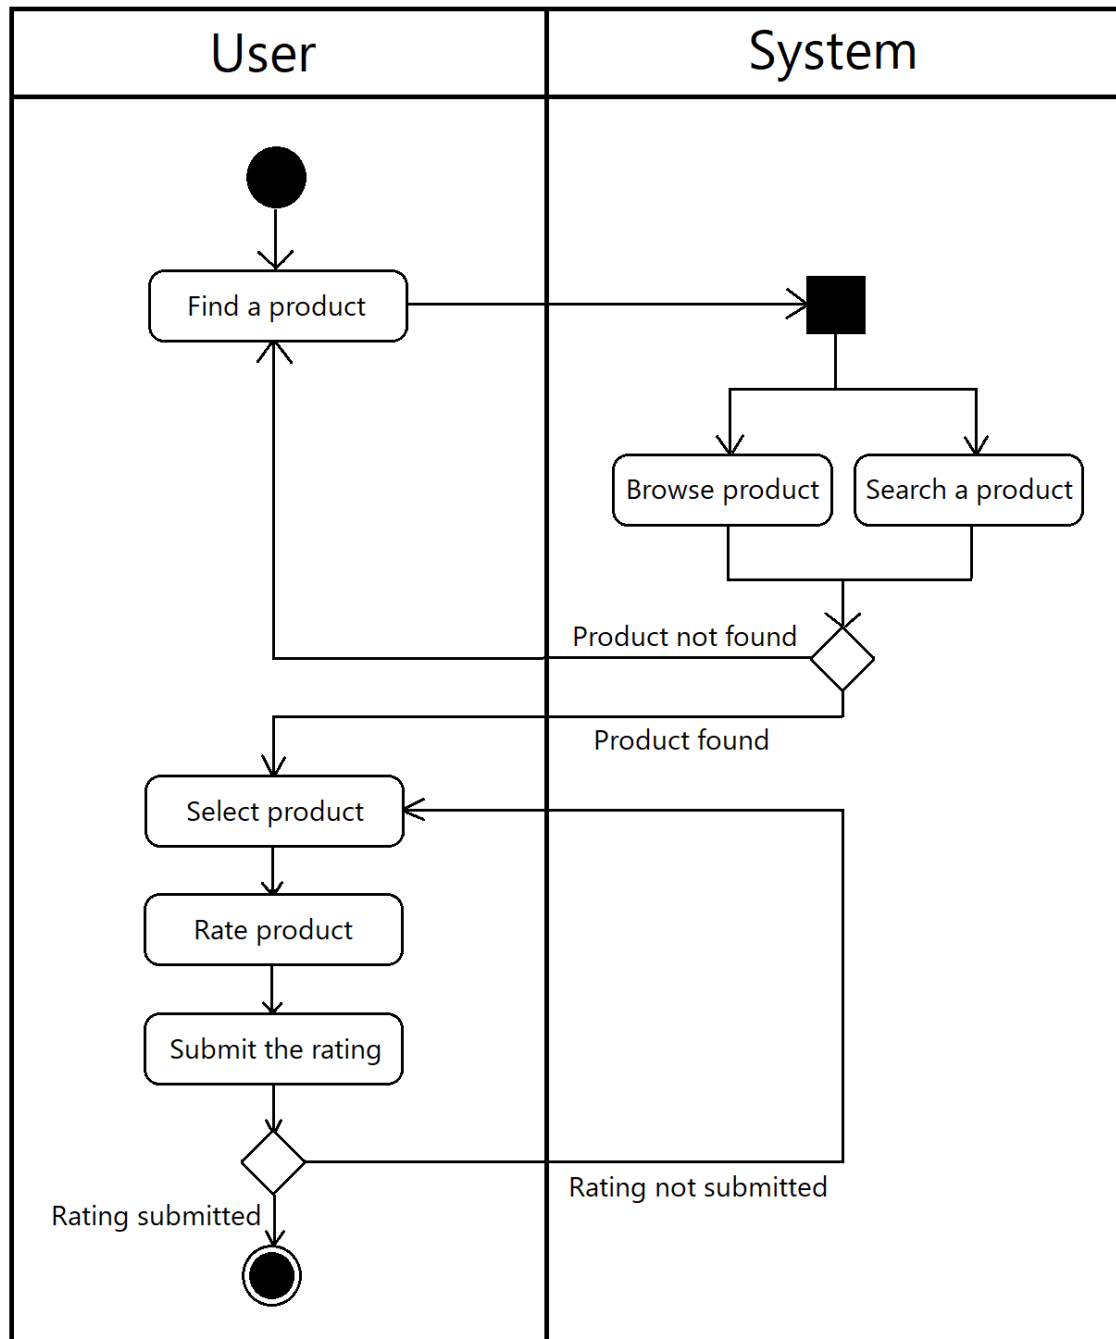 User
System
Find a product
Browse product
Search a product
Product not found
Product found
Select product
Rate product
Submit the rating
Rating not submitted
Rating submitted